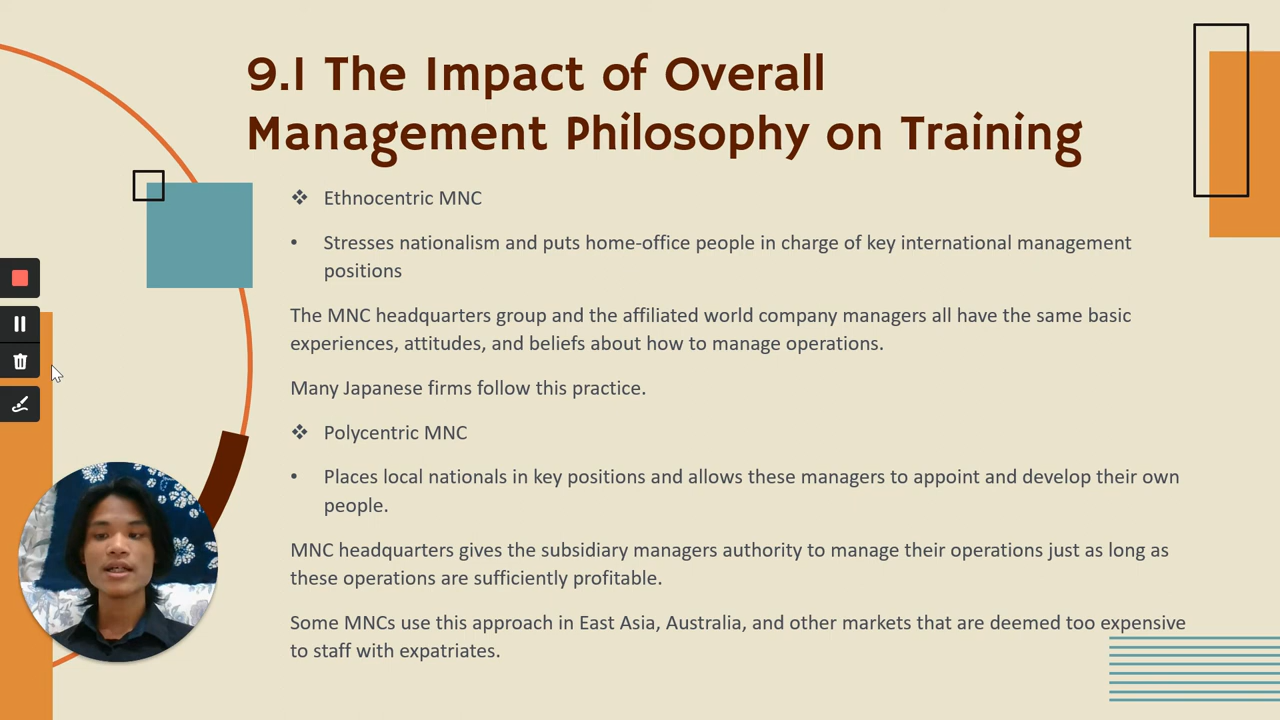 9.1 The Impact of Overall
Management Philosophy on Training
❖ Ethnocentric MNC
• Stresses nationalism and puts home-office people in charge of key international management
positions
The MNC headquarters group and the affiliated world company managers all have the same basic
experiences, attitudes, and beliefs about how to manage operations.
Many Japanese firms follow this practice.
❖ Polycentric MNC
• Places local nationals in key positions and allows these managers to appoint and develop their own
people.
MNC headquarters gives the subsidiary managers authority to manage their operations just as long as
these operations are sufficiently profitable.
Some MNCs use this approach in East Asia, Australia, and other markets that are deemed too expensive
to staff with expatriates.